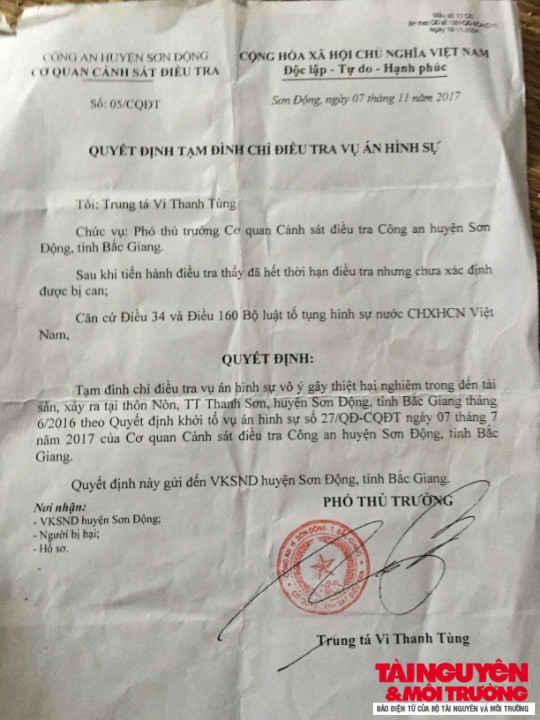 CÔNG AN HUYỆN SƠN ĐỘNG
CƠ QUAN CẢNH SÁT ĐIỀU TRA
CỘNG HÒA XÃ HỘI CHỦ NGHĨA VIỆT NAM
Độc lập - Tự do - Hạnh phúc
Số: 05/CQĐT
Sơn Động, ngày 07 tháng 11 năm 2017
QUYẾT ĐỊNH TẠM ĐÌNH CHỈ ĐIỀU TRA VỤ ÁN HÌNH SỰ
Tôi: Trung tá Vi Thanh Tùng
Chức vụ: Phó thủ trưởng Cơ quan Cảnh sát điều tra Công an huyện Sơn
Động, tỉnh Bắc Giang.
Sau khi tiến hành điều tra thấy đã hết thời hạn điều tra nhưng chưa xác định
được bị can;
Căn cứ Điều 34 và Điều 160 Bộ luật tố tụng hình sự nước CHXHCN Việt
Nam,
QUYẾT ĐỊNH:
Tạm đình chỉ điều tra vụ án hình sự vô ý gây thiệt hại nghiêm trong đến tài
sản, xảy ra tại thôn Nòn, TT Thanh Sơn, huyện Sơn Động, tỉnh Bắc Giang tháng
6/2016 theo Quyết định khởi tố vụ án hình sự số 27/QĐ-CQĐT ngày 07 tháng 7
năm 2017 của Cơ quan Cảnh sát điều tra Công an huyện Sơn Động, tỉnh Bắc
Giang.
Quyết định này gửi đến VKSND huyện Sơn Động, tỉnh Bắc Giang.
Nơi nhận:
- VKSND huyện Sơn Động;
- Người bị hại;
- Hồ sơ.
PHÓ THỦ TRƯỞNG
Trung tá Vi Thanh Tùng
TÀI NGUYÊN
& MÔI TRƯỜNG
BÁO ĐIỆN TỬ CỦA BỘ TÀI NGUYÊN VÀ MÔI TRƯỜNG